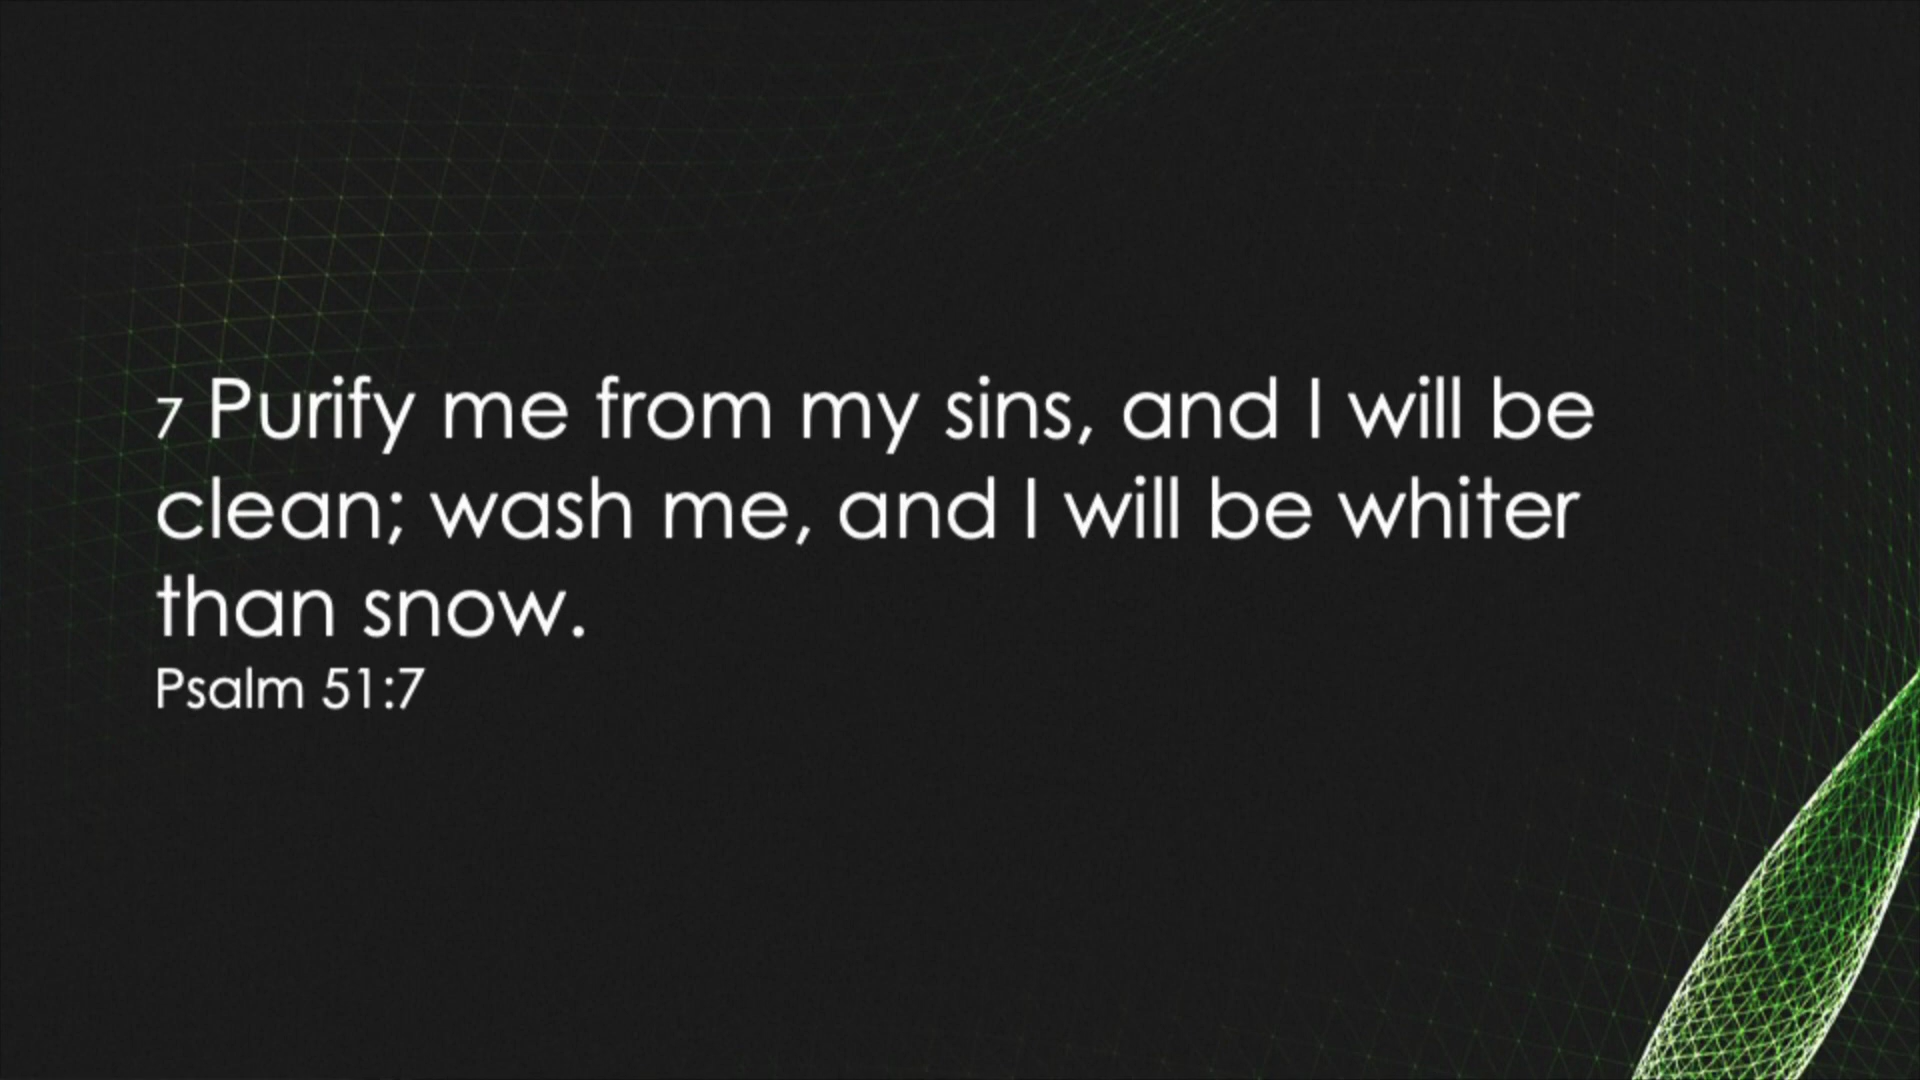 7 Purify me from my sins, and I will be
clean; wash me, and I will be whiter
than snow.
Psalm 51:7